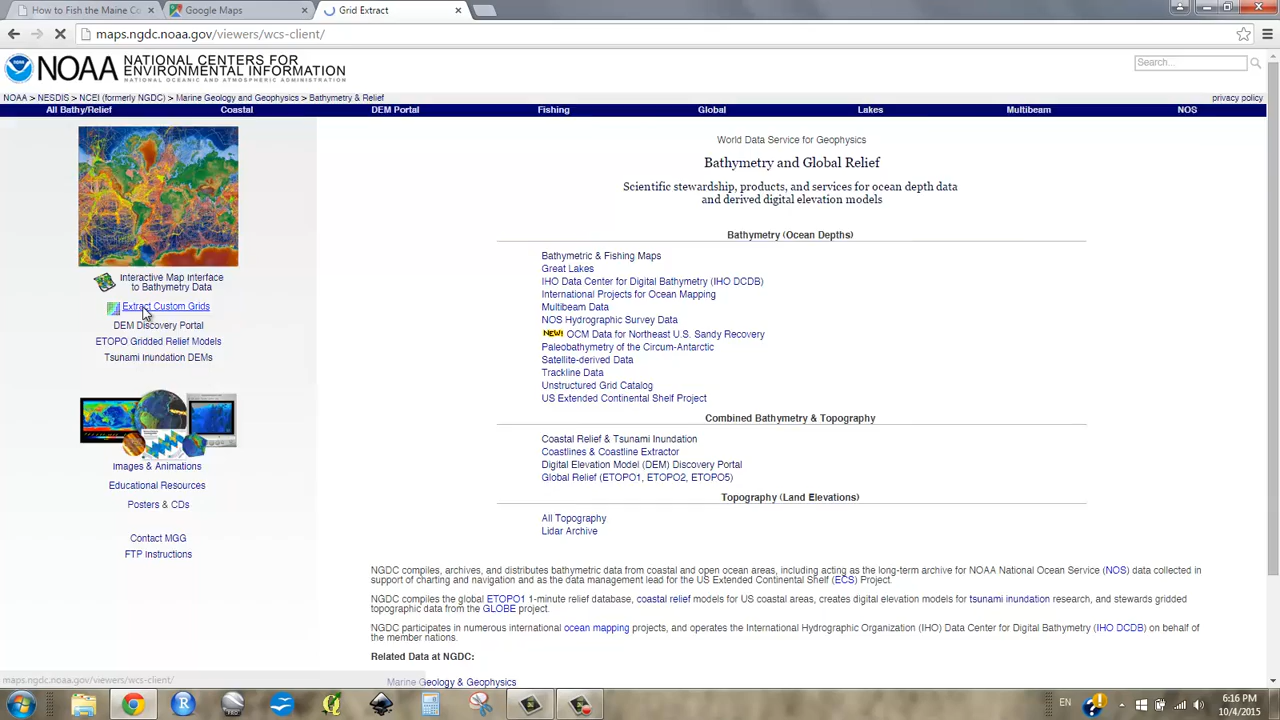 How to Fish the Maine Co
Google Maps
Grid Extract
maps.ngdc.noaa.gov/viewers/wcs-client/
NOAA
NATIONAL CENTERS FOR
ENVIRONMENTAL INFORMATION
NATIONAL OCEANIC AND ATMOSPHERIC ADMINISTRATION
Search...
NOAA > NESDIS > NCEI (formerly NGDC) > Marine Geology and Geophysics > Bathymetry & Relief
privacy policy
All Bathy/Relief
Coastal
DEM Portal
Fishing
Global
Lakes
Multibeam
NOS
Interactive Map Interface
to Bathymetry Data
Extract Custom Grids
DEM Discovery Portal
ETOPO Gridded Relief Models
Tsunami Inundation DEMs
Images & Animations
Educational Resources
Posters & CDs
Contact MGG
FTP Instructions
World Data Service for Geophysics
Bathymetry and Global Relief
Scientific stewardship, products, and services for ocean depth data
and derived digital elevation models
Bathymetry (Ocean Depths)
Bathymetric & Fishing Maps
Great Lakes
IHO Data Center for Digital Bathymetry (IHO DCDB)
International Projects for Ocean Mapping
Multibeam Data
NOS Hydrographic Survey Data
NEW! OCM Data for Northeast U.S. Sandy Recovery
Paleobathymetry of the Circum-Antarctic
Satellite-derived Data
Trackline Data
Unstructured Grid Catalog
US Extended Continental Shelf Project
Combined Bathymetry & Topography
Coastal Relief & Tsunami Inundation
Coastlines & Coastline Extractor
Digital Elevation Model (DEM) Discovery Portal
Global Relief (ETOPO1, ETOPO2, ETOPO5)
Topography (Land Elevations)
All Topography
Lidar Archive
NGDC compiles, archives, and distributes bathymetric data from coastal and open ocean areas, including acting as the long-term archive for NOAA National Ocean Service (NOS) data collected in
support of charting and navigation and as the data management lead for the US Extended Continental Shelf (ECS) Project.
NGDC compiles the global ETOPO1 1-minute relief database, coastal relief models for US coastal areas, creates digital elevation models for tsunami inundation research, and stewards gridded
topographic data from the GLOBE project.
NGDC participates in numerous international ocean mapping projects, and operates the International Hydrographic Organization (IHO) Data Center for Digital Bathymetry (IHO DCDB) on behalf of
the member nations.
Related Data at NGDC:
Marine Geology & Geophysics
maps.ngdc.noaa.gov/viewers/wcs-client/
EN
6:16 PM
10/4/2015